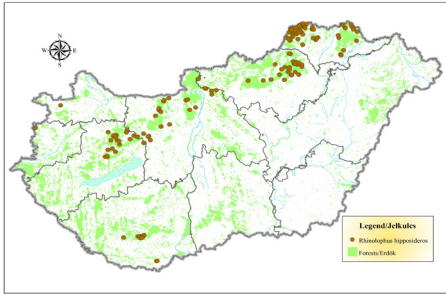 N
W E
S
Legend/Jelkulcs
Rhinolophus hipposideros
Forests/Erdők